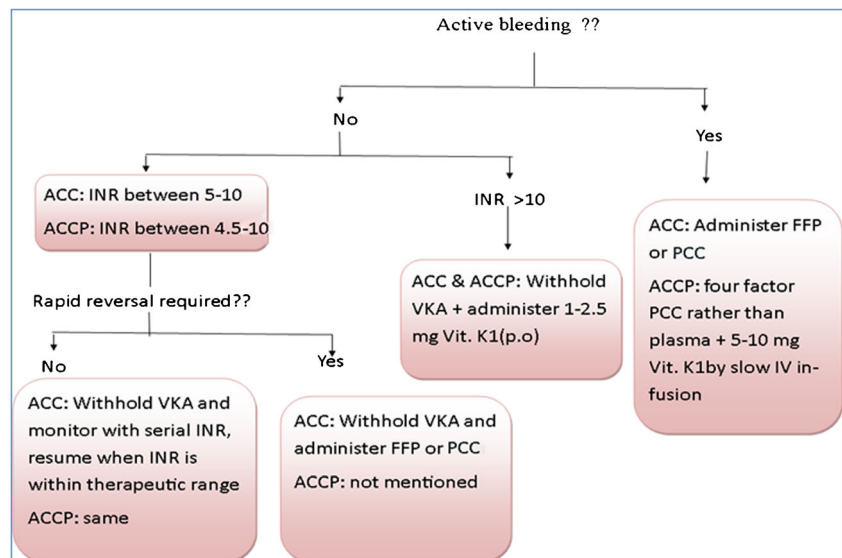 Active bleeding ??
No
Yes
ACC: INR between 5-10
ACCP: INR between 4.5-10
INR >10
ACC: Administer FFP
or PCC
ACCP: four factor
PCC rather than
plasma + 5-10 mg
Vit. K1by slow IV in-
fusion
ACC & ACCP: Withhold
VKA + administer 1-2.5
mg Vit. K1(p.o)
Rapid reversal required??
No
Yes
ACC: Withhold VKA and
monitor with serial INR,
resume when INR is
within therapeutic range
ACCP: same
ACC: Withhold VKA and
administer FFP or PCC
ACCP: not mentioned